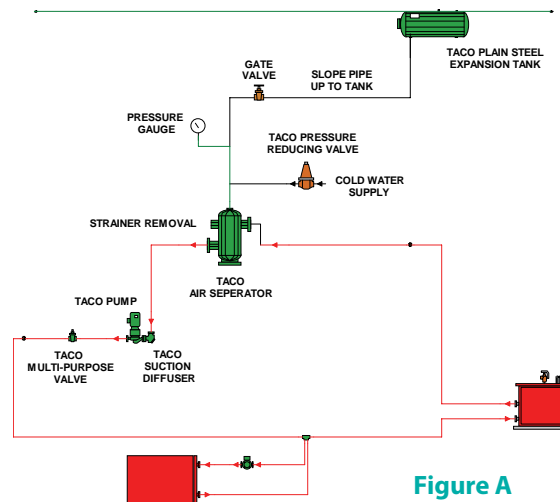 TACO PLAIN STEEL
EXPANSION TANK
GATE
VALVE
SLOPE PIPE
UP TO TANK
PRESSURE
GAUGE
TACO PRESSURE
REDUCING VALVE
COLD WATER
SUPPLY
STRAINER REMOVAL
TACO
AIR SEPERATOR
TACO PUMP
TACO
MULTI-PURPOSE
VALVE
TACO
SUCTION
DIFFUSER
Figure A